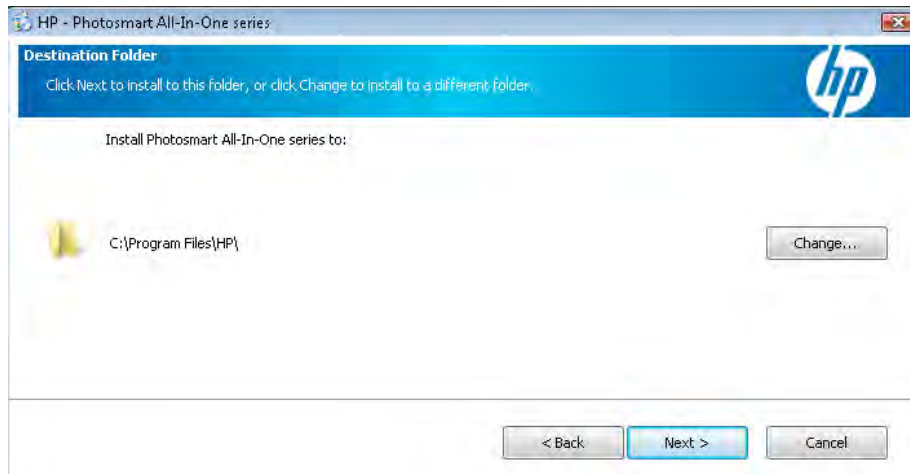 HP - Photosmart All-In-One series
Destination Folder
Click Next to install to this folder, or click Change to install to a different folder.
hp
Install Photosmart All-In-One series to:
C:\Program Files\HP\
Change...
< Back
Next >
Cancel